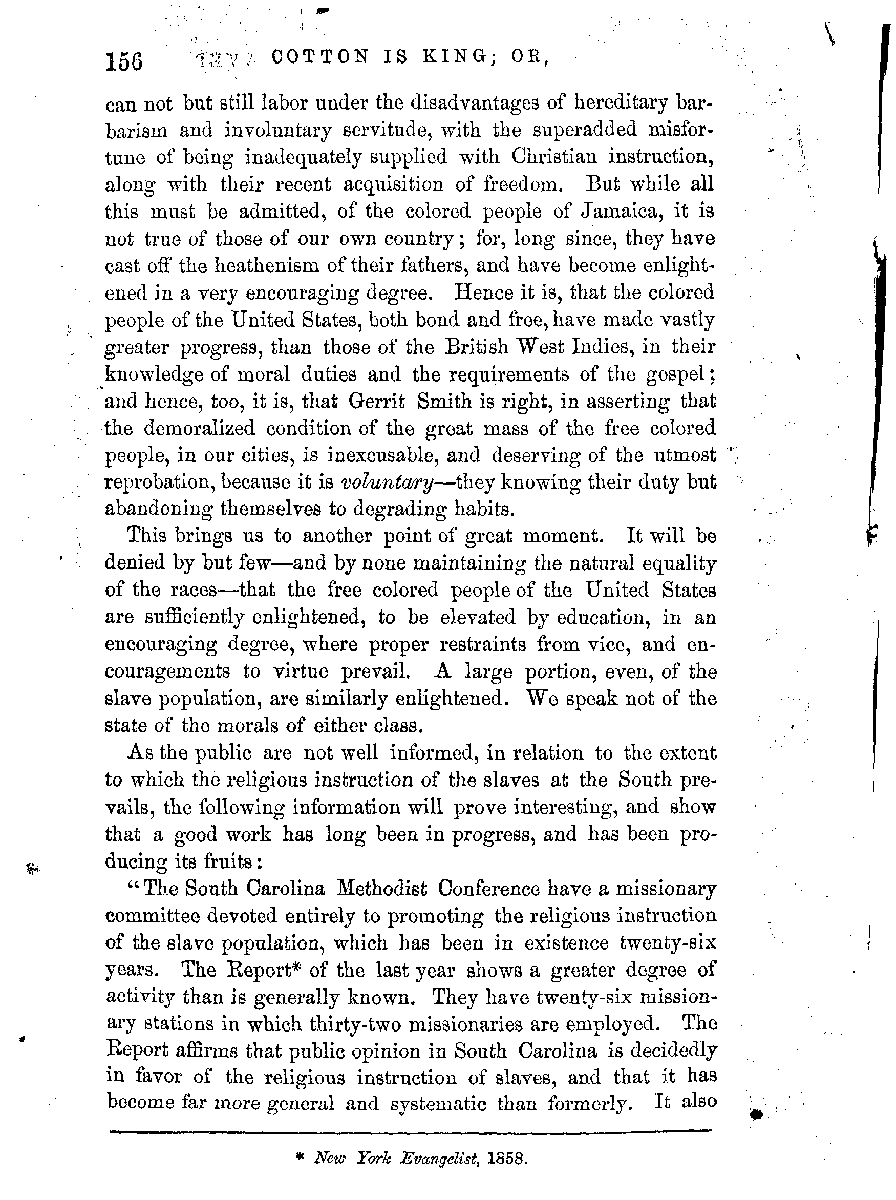 156 COTTON IS KING; OR,
can not but still labor under the disadvantages of hereditary bar-
barism and involuntary servitude, with the superadded misfor-
tune of being inadequately supplied with Christian instruction,
along with their recent acquisition of freedom. But while all
this must be admitted, of the colored people of Jamaica, it is
not true of those of our own country; for, long since, they have
cast off the heathenism of their fathers, and have become enlight-
ened in a very encouraging degree. Hence it is, that the colored
people of the United States, both bond and free, have made vastly
greater progress, than those of the British West Indies, in their
knowledge of moral duties and the requirements of the gospel;
and hence, too, it is, that Gerrit Smith is right, in asserting that
the demoralized condition of the great mass of the free colored
people, in our cities, is inexcusable, and deserving of the utmost
reprobation, because it is voluntary—they knowing their duty but
abandoning themselves to degrading habits.
This brings us to another point of great moment. It will be
denied by but few—and by none maintaining the natural equality
of the races—that the free colored people of the United States
are sufficiently enlightened, to be elevated by education, in an
encouraging degree, where proper restraints from vice, and en-
couragements to virtue prevail. A large portion, even, of the
slave population, are similarly enlightened. We speak not of the
state of the morals of either class.
As the public are not well informed, in relation to the extent
to which the religious instruction of the slaves at the South pre-
vails, the following information will prove interesting, and show
that a good work has long been in progress, and has been pro-
ducing its fruits:
"The South Carolina Methodist Conference have a missionary
committee devoted entirely to promoting the religious instruction
of the slave population, which has been in existence twenty-six
years. The Report* of the last year shows a greater degree of
activity than is generally known. They have twenty-six mission-
ary stations in which thirty-two missionaries are employed. The
Report affirms that public opinion in South Carolina is decidedly
in favor of the religious instruction of slaves, and that it has
become far more general and systematic than formerly. It also
* New York Evangelist, 1858.